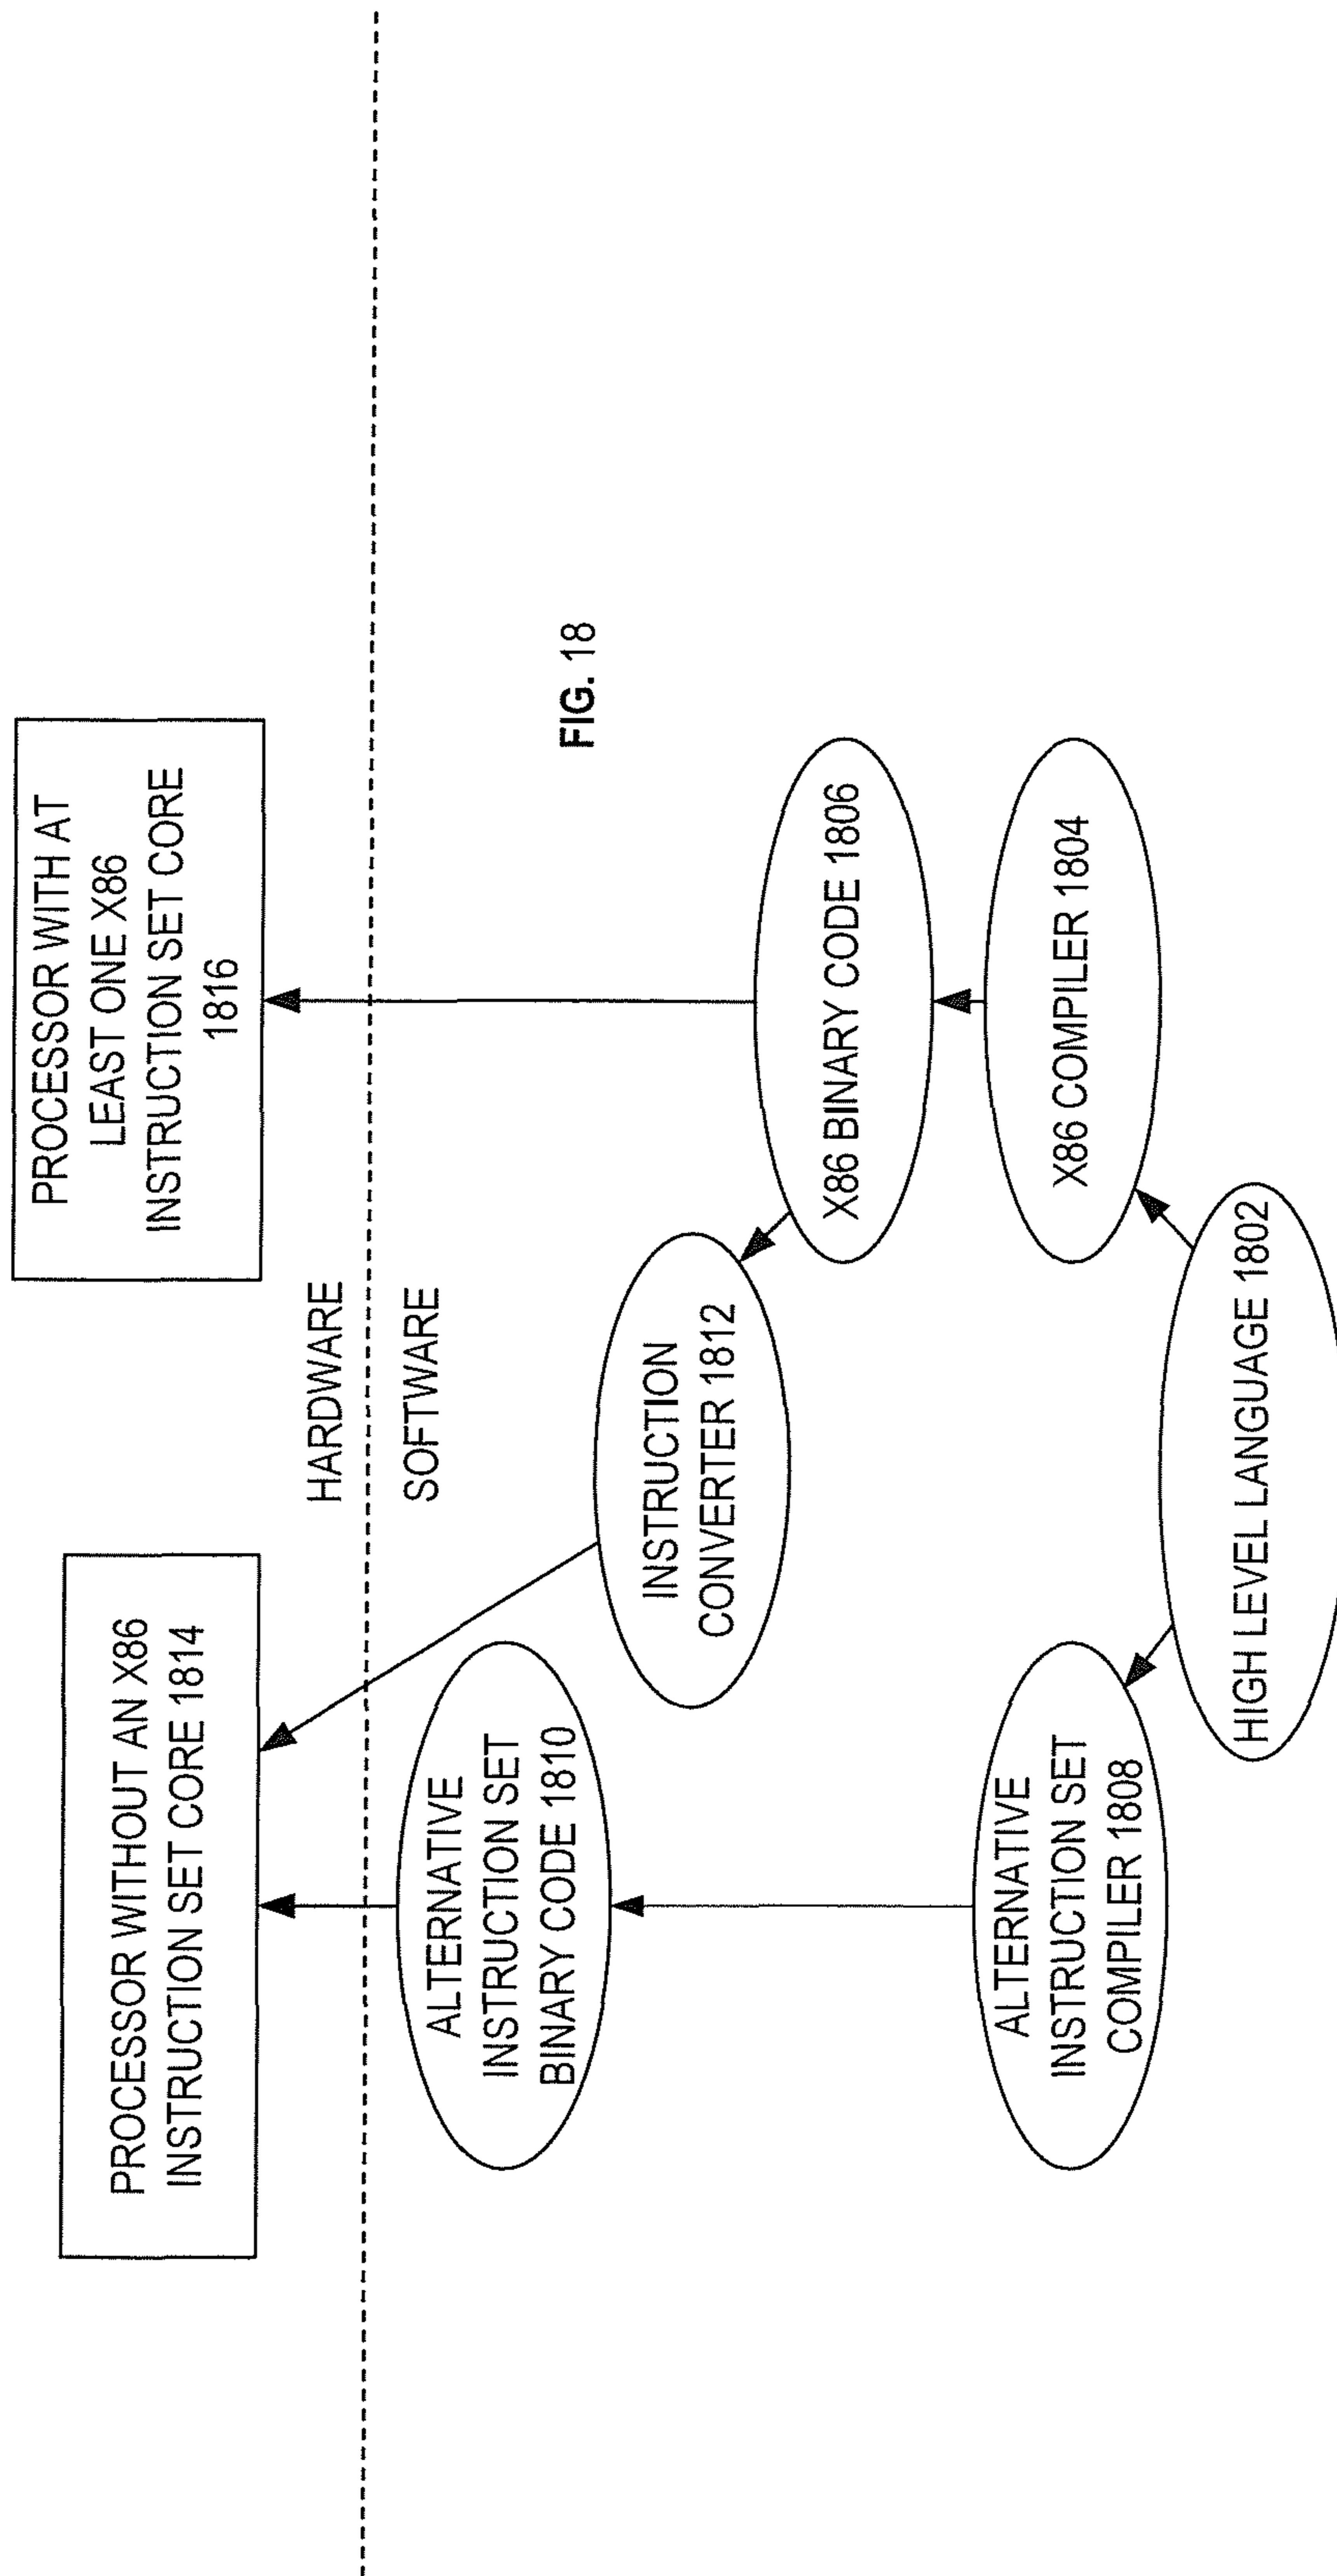 PROCESSOR WITHOUT AN X86
INSTRUCTION SET CORE 1814
PROCESSOR WITH AT
LEAST ONE X86
INSTRUCTION SET CORE
1816
HARDWARE
SOFTWARE
ALTERNATIVE
INSTRUCTION SET
BINARY CODE 1810
INSTRUCTION
CONVERTER 1812
FIG. 18
X86 BINARY CODE 1806
ALTERNATIVE
INSTRUCTION SET
COMPILER 1808
X86 COMPILER 1804
HIGH LEVEL LANGUAGE 1802